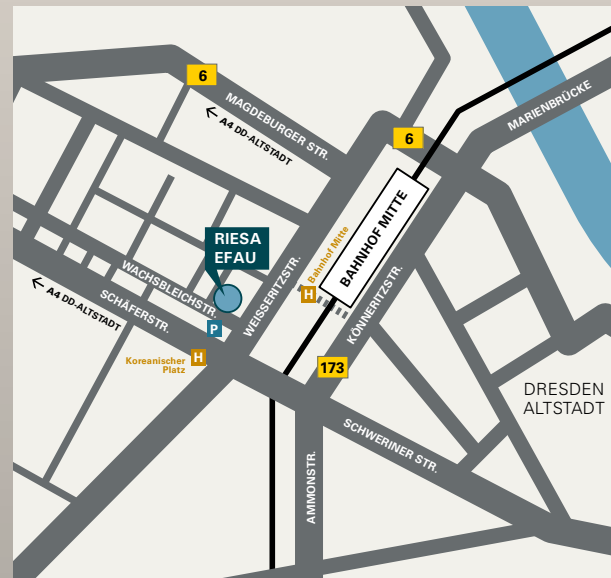 6
MAGDEBURGER STR.
← A4 DD-ALTSTADT
MARIENBRÜCKE
6
BAHNHOF MITTE
H
Bahnhof Mitte
RIESA
EFAU
WEISSERITZSTR.
KÖNNERITZSTR.
WACHSBLEICHSTR.
← A4 DD-ALTSTADT
SCHÄFERSTR.
P
H
Koreanischer
Platz
173
DRESDEN
ALTSTADT
SCHWERINER STR.
AMMONSTR.